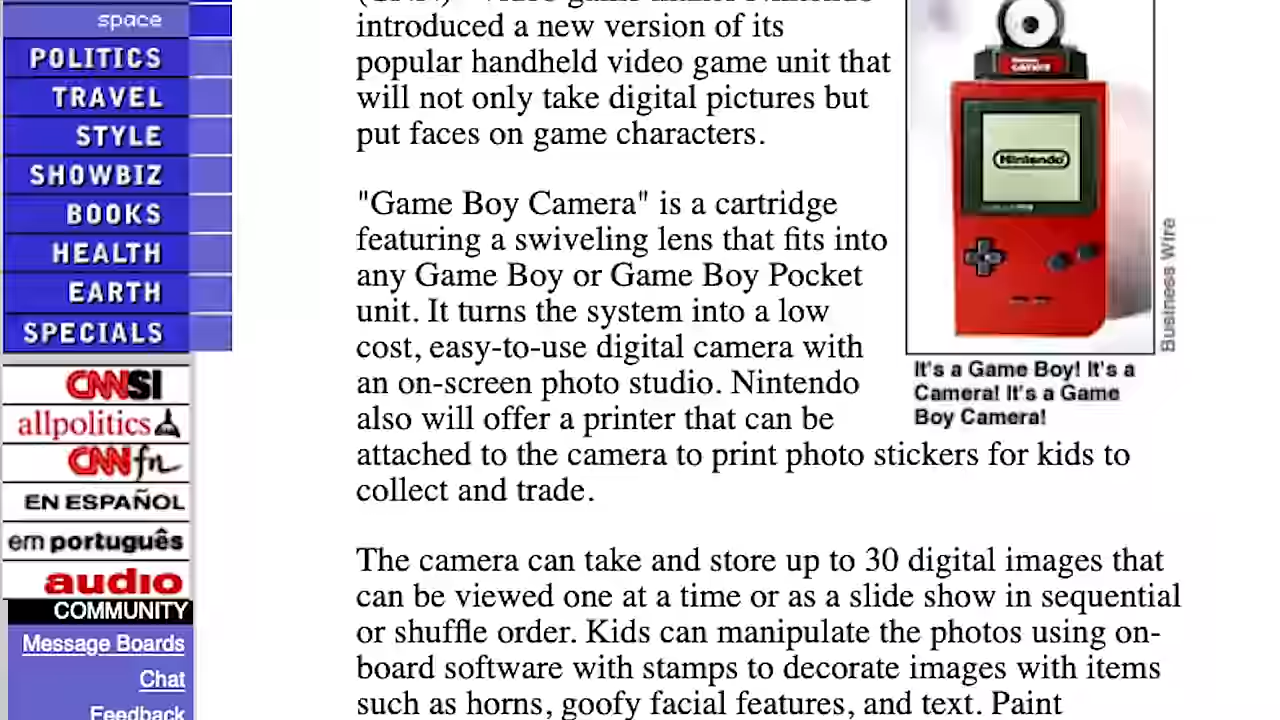 space
POLITICS
TRAVEL
STYLE
SHOWBIZ
BOOKS
HEALTH
EARTH
SPECIALS
CNNSI
allpolitics
CNNfn
EN ESPAÑOL
em português
audio
COMMUNITY
Message Boards
Chat
Feedback
introduced a new version of its
popular handheld video game unit that
will not only take digital pictures but
put faces on game characters.
"Game Boy Camera" is a cartridge
featuring a swiveling lens that fits into
any Game Boy or Game Boy Pocket
unit. It turns the system into a low
cost, easy-to-use digital camera with
an on-screen photo studio. Nintendo
also will offer a printer that can be
attached to the camera to print photo stickers for kids to
collect and trade.
The camera can take and store up to 30 digital images that
can be viewed one at a time or as a slide show in sequential
or shuffle order. Kids can manipulate the photos using on-
board software with stamps to decorate images with items
such as horns, goofy facial features, and text. Paint
Nintendo
Business Wire
It's a Game Boy! It's a
Camera! It's a Game
Boy Camera!